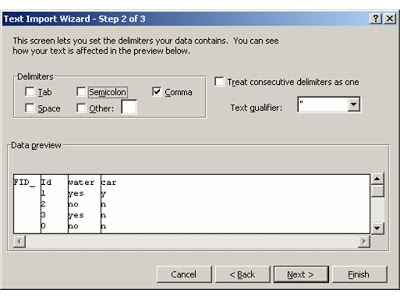 Text Import Wizard - Step 2 of 3
This screen lets you set the delimiters your data contains. You can
see how your text is affected in the preview below.
Delimiters
Tab Semicolon Comma
Space Other:
Treat consecutive delimiters as one
Text qualifier: "
Data preview
FID_ Id water car
1 yes y
2 no n
3 yes n
0 no n
Cancel < Back Next > Finish